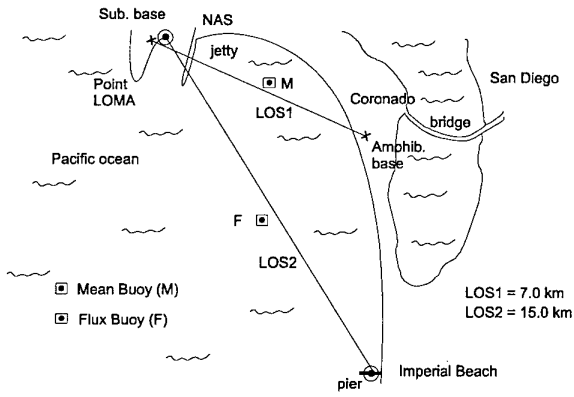 Sub. base
NAS
jetty
M
Point
LOMA
LOS1
Coronado
San Diego
bridge
Amphib.
base
Pacific ocean
F
LOS2
Mean Buoy (M)
Flux Buoy (F)
LOS1 = 7.0 km
LOS2 = 15.0 km
pier
Imperial Beach